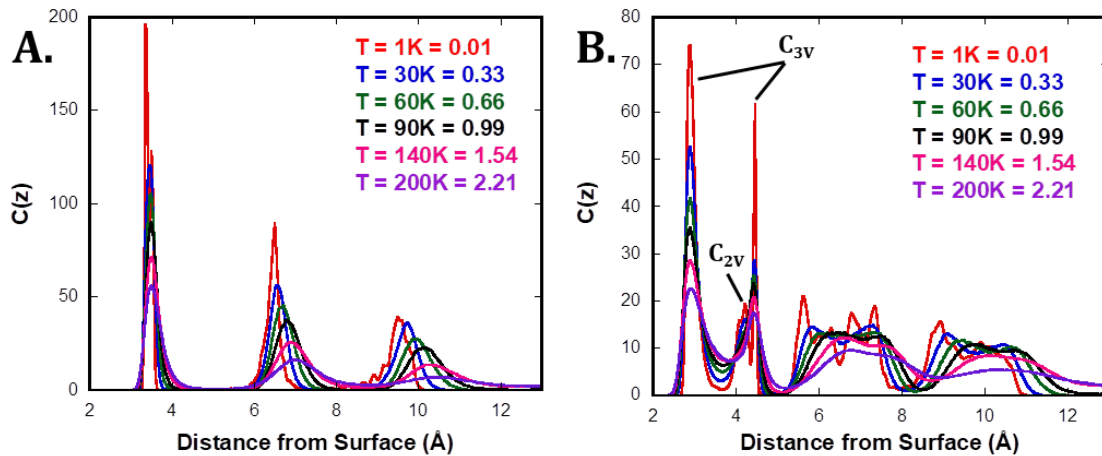 A.
200
150
100
50
0
C(z)
T = 1K = 0.01
T = 30K = 0.33
T = 60K = 0.66
T = 90K = 0.99
T = 140K = 1.54
T = 200K = 2.21
2 4 6 8 10 12
Distance from Surface (Å)
B.
80
70
60
50
40
30
20
10
0
C(z)
C3V
C2V
T = 1K = 0.01
T = 30K = 0.33
T = 60K = 0.66
T = 90K = 0.99
T = 140K = 1.54
T = 200K = 2.21
2 4 6 8 10 12
Distance from Surface (Å)